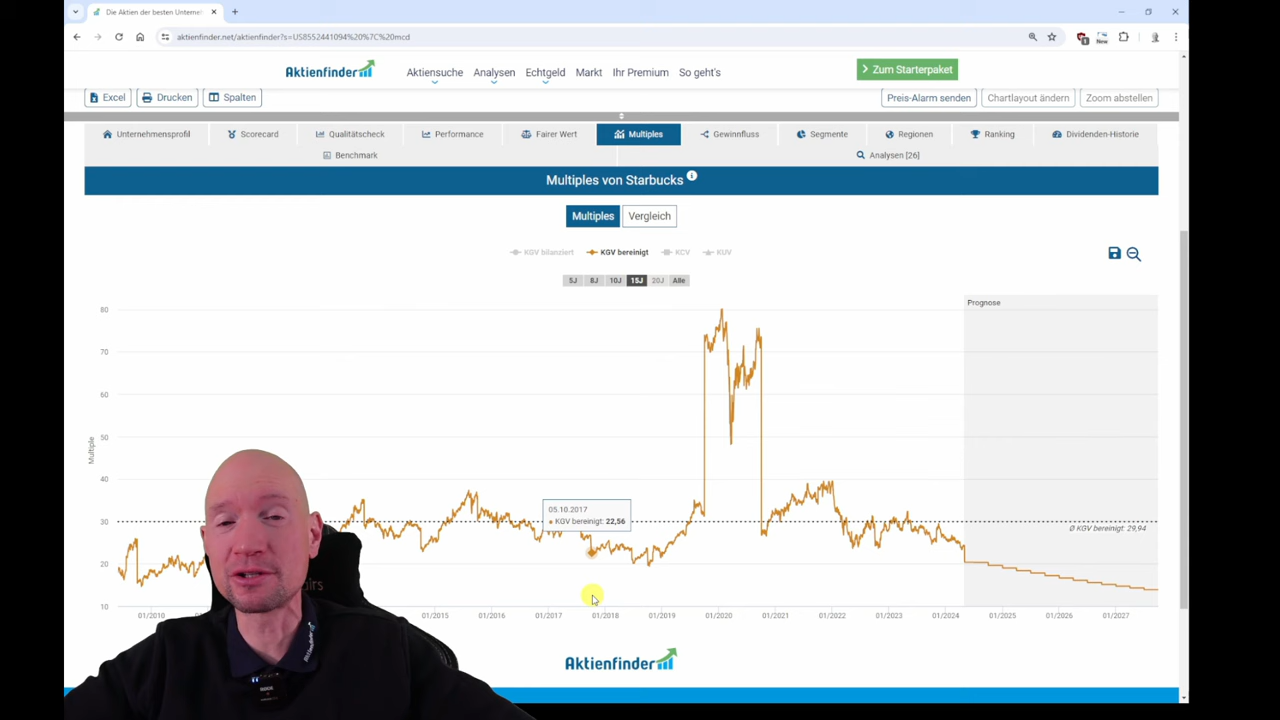 Die Aktien der besten Unterne
aktienfinder.net/aktienfinder?s=US8552441094%20%7C%20mcd
New
Aktienfinder
Aktiensuche Analysen Echtgeld Markt Ihr Premium So geht's
Zum Starterpaket
Excel Drucken Spalten
Preis-Alarm senden Chartlayout ändern Zoom abstellen
Unternehmensprofil Scorecard Qualitätscheck Performance Fairer Wert Multiples Gewinnfluss Segmente Regionen Ranking Dividenden-Historie
Benchmark Analysen [26]
Multiples von Starbucks
Multiples Vergleich
KGV bilanziert KGV bereinigt KCV KUV
5J 8J 10J 15J 20J Alle
Prognose
80
70
60
50
40
30
20
10
Multiple
05.10.2017
KGV bereinigt: 22,56
Ø KGV bereinigt: 29,94
01/2010 01/2015 01/2016 01/2017 01/2018 01/2019 01/2020 01/2021 01/2022 01/2023 01/2024 01/2025 01/2026 01/2027
airs
Aktienfinder
Aktienfinder